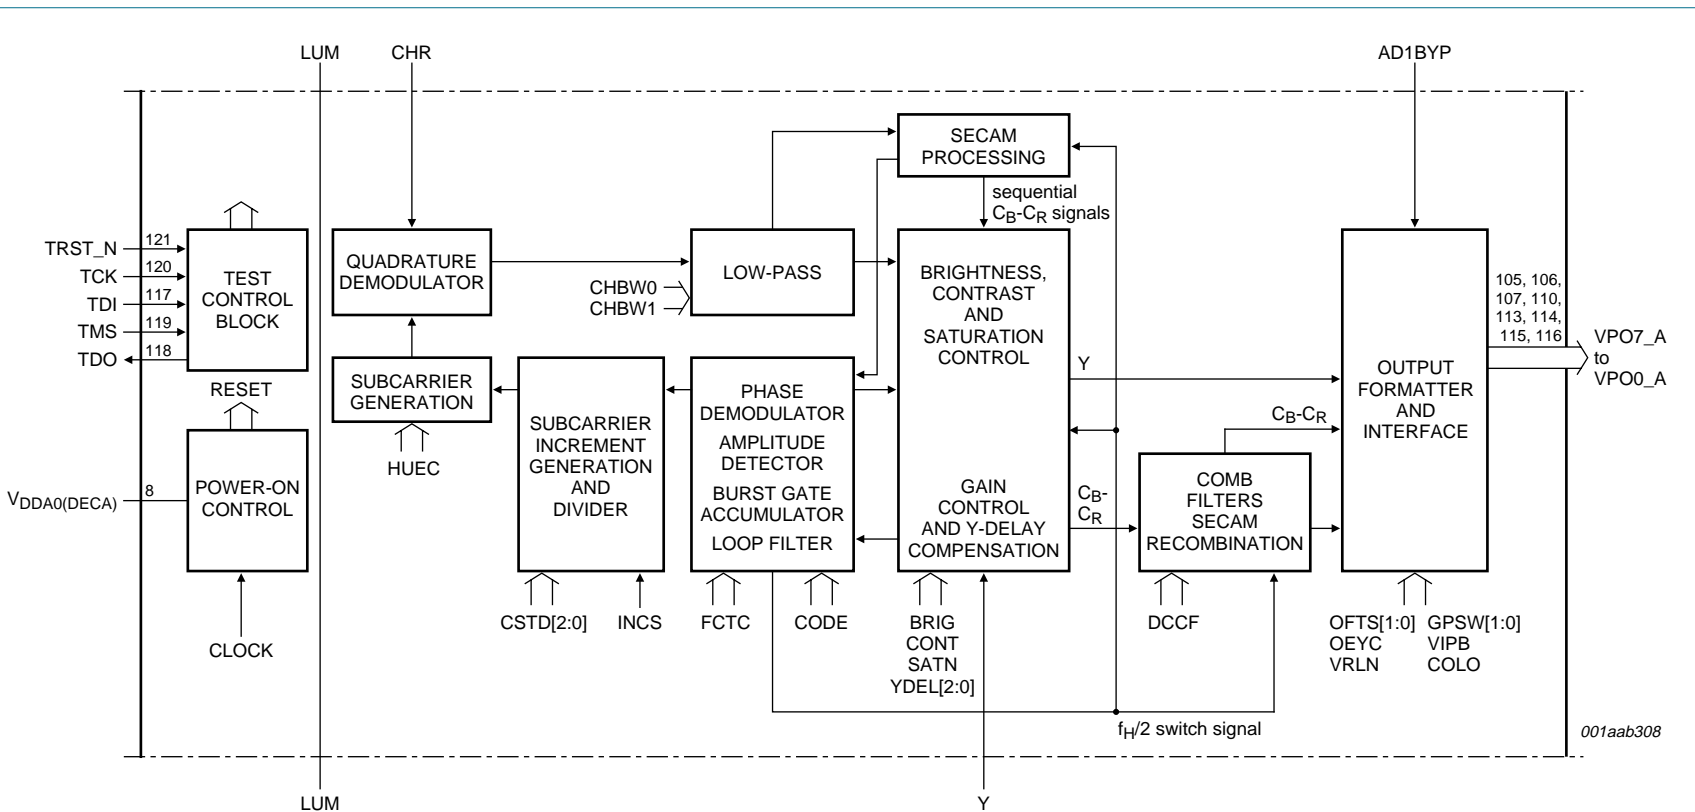 LUM
CHR
AD1BYP
SECAM
PROCESSING
sequential
CB-CR signals
TRST_N
121
TCK
120
TDI
117
TMS
119
TDO
118
TEST
CONTROL
BLOCK
QUADRATURE
DEMODULATOR
LOW-PASS
CHBW0
CHBW1
BRIGHTNESS,
CONTRAST
AND
SATURATION
CONTROL
GAIN
CONTROL
AND Y-DELAY
COMPENSATION
105, 106,
107, 110,
113, 114,
115, 116
VPO7_A
to
VPO0_A
Y
OUTPUT
FORMATTER
AND
INTERFACE
RESET
SUBCARRIER
GENERATION
HUEC
SUBCARRIER
INCREMENT
GENERATION
AND
DIVIDER
PHASE
DEMODULATOR
AMPLITUDE
DETECTOR
BURST GATE
ACCUMULATOR
LOOP FILTER
CB-CR
CB-
CR
COMB
FILTERS
SECAM
RECOMBINATION
VDDA0(DECA)
8
POWER-ON
CONTROL
CLOCK
CSTD[2:0]
INCS
FCTC
CODE
BRIG
CONT
SATN
YDEL[2:0]
DCCF
OFTS[1:0]
OEYC
VRLN
GPSW[1:0]
VIPB
COLO
fH/2 switch signal
001aab308
LUM
Y